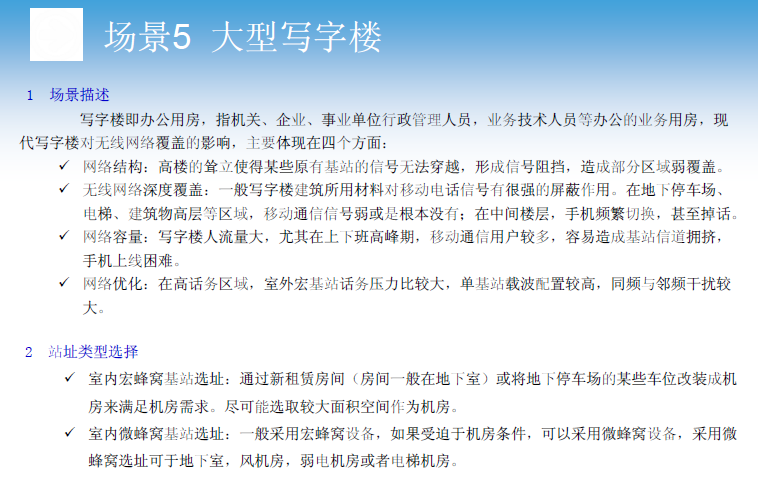 场景5 大型写字楼
1 场景描述
写字楼即办公用房，指机关、企业、事业单位行政管理人员，业务技术人员等办公的业务用房，现
代写字楼对无线网络覆盖的影响，主要体现在四个方面：
✓ 网络结构：高楼的耸立使得某些原有基站的信号无法穿越，形成信号阻挡，造成部分区域弱覆盖。
✓ 无线网络深度覆盖：一般写字楼建筑所用材料对移动电话信号有很强的屏蔽作用。在地下停车场、
电梯、建筑物高层等区域，移动通信信号弱或是根本没有；在中间楼层，手机频繁切换，甚至掉话。
✓ 网络容量：写字楼人流量大，尤其在上下班高峰期，移动通信用户较多，容易造成基站信道拥挤，
手机上线困难。
✓ 网络优化：在高话务区域，室外宏基站话务压力比较大，单基站载波配置较高，同频与邻频干扰较
大。
2 站址类型选择
✓ 室内宏蜂窝基站选址：通过新租赁房间（房间一般在地下室）或将地下停车场的某些车位改装成机
房来满足机房需求。尽可能选取较大面积空间作为机房。
✓ 室内微蜂窝基站选址：一般采用宏蜂窝设备，如果受迫于机房条件，可以采用微蜂窝设备，采用微
蜂窝选址可于地下室，风机房，弱电机房或者电梯机房。